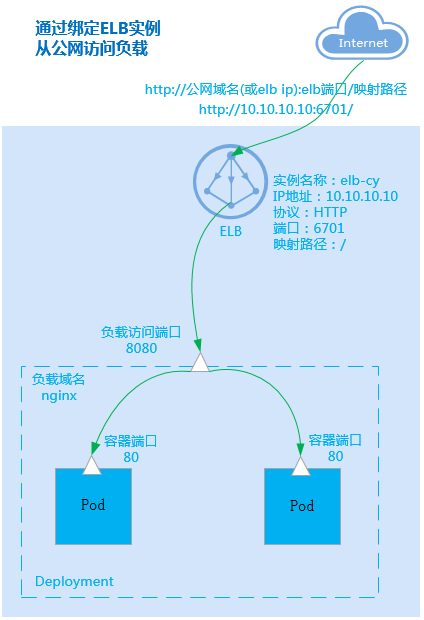 通过绑定ELB实例
从公网访问负载
Internet
http://公网域名(或elb ip):elb端口/映射路径
http://10.10.10.10:6701/
实例名称：elb-cy
IP地址：10.10.10.10
协议：HTTP
端口：6701
映射路径：/
ELB
负载访问端口
8080
负载域名
nginx
容器端口
80
容器端口
80
Pod
Pod
Deployment